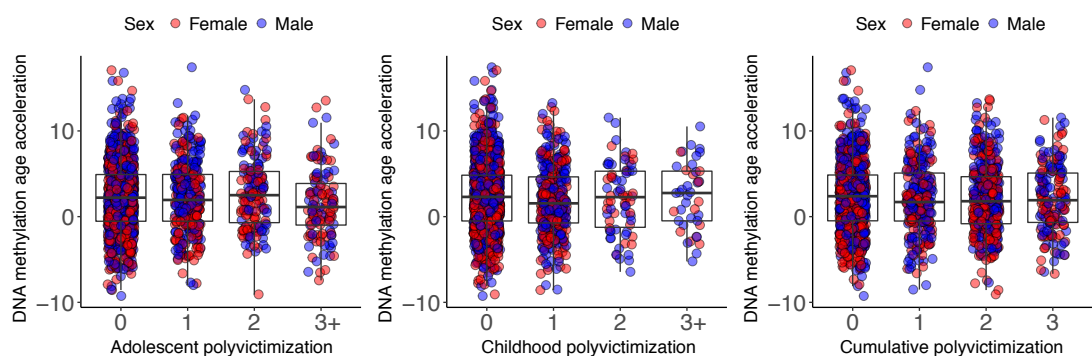 Sex Female Male
DNA methylation age acceleration
10
0
−10
0 1 2 3+
Adolescent polyvictimization
Sex Female Male
DNA methylation age acceleration
10
0
−10
0 1 2 3+
Childhood polyvictimization
Sex Female Male
DNA methylation age acceleration
10
0
−10
0 1 2 3
Cumulative polyvictimization